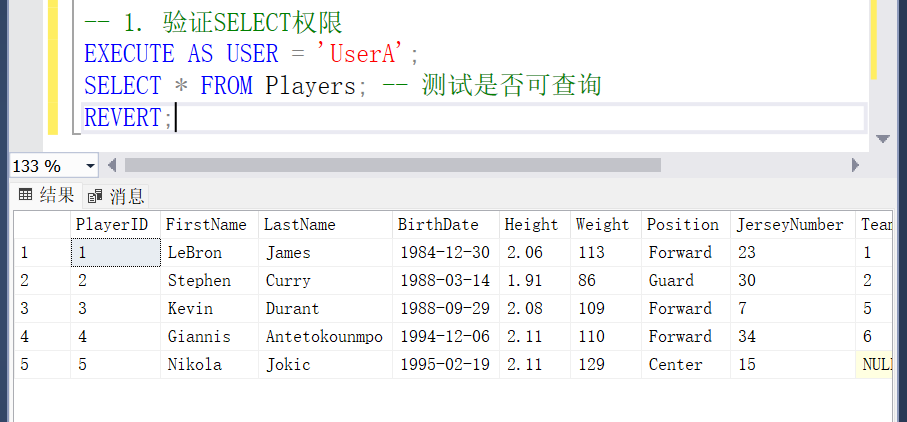 -- 1. 验证SELECT权限
EXECUTE AS USER = 'UserA';
SELECT * FROM Players; -- 测试是否可查询
REVERT;
133 %
结果 消息
PlayerID FirstName LastName BirthDate Height Weight Position JerseyNumber Team
1 1 LeBron James 1984-12-30 2.06 113 Forward 23 1
2 2 Stephen Curry 1988-03-14 1.91 86 Guard 30 2
3 3 Kevin Durant 1988-09-29 2.08 109 Forward 7 5
4 4 Giannis Antetokounmpo 1994-12-06 2.11 110 Forward 34 6
5 5 Nikola Jokic 1995-02-19 2.11 129 Center 15 NULL